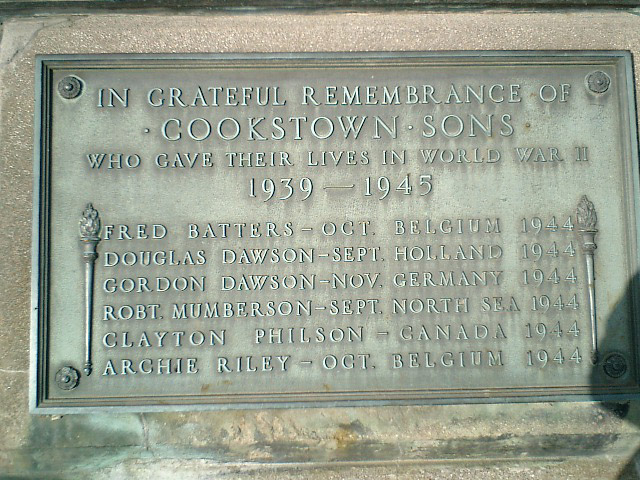 IN GRATEFUL REMEMBRANCE OF
· COOKSTOWN · SONS ·
WHO GAVE THEIR LIVES IN WORLD WAR II
1939 — 1945
FRED BATTERS – OCT. BELGIUM 1944
DOUGLAS DAWSON – SEPT. HOLLAND 1944
GORDON DAWSON – NOV. GERMANY 1944
ROBT. MUMBERSON – SEPT. NORTH SEA 1944
CLAYTON PHILSON – CANADA 1944
ARCHIE RILEY – OCT. BELGIUM 1944